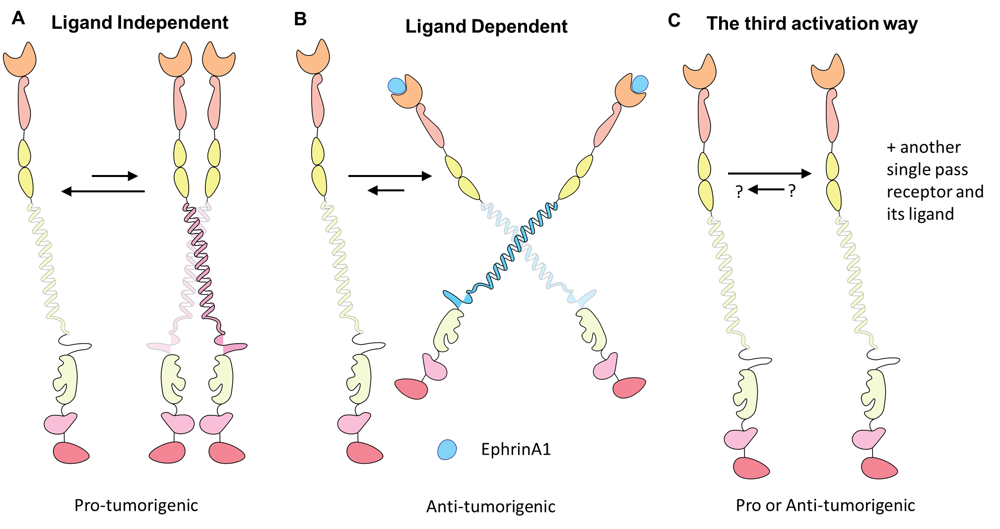 A
Ligand Independent
B
Ligand Dependent
C
The third activation way
+ another
single pass
receptor and
its ligand
? ?
EphrinA1
Pro-tumorigenic
Anti-tumorigenic
Pro or Anti-tumorigenic